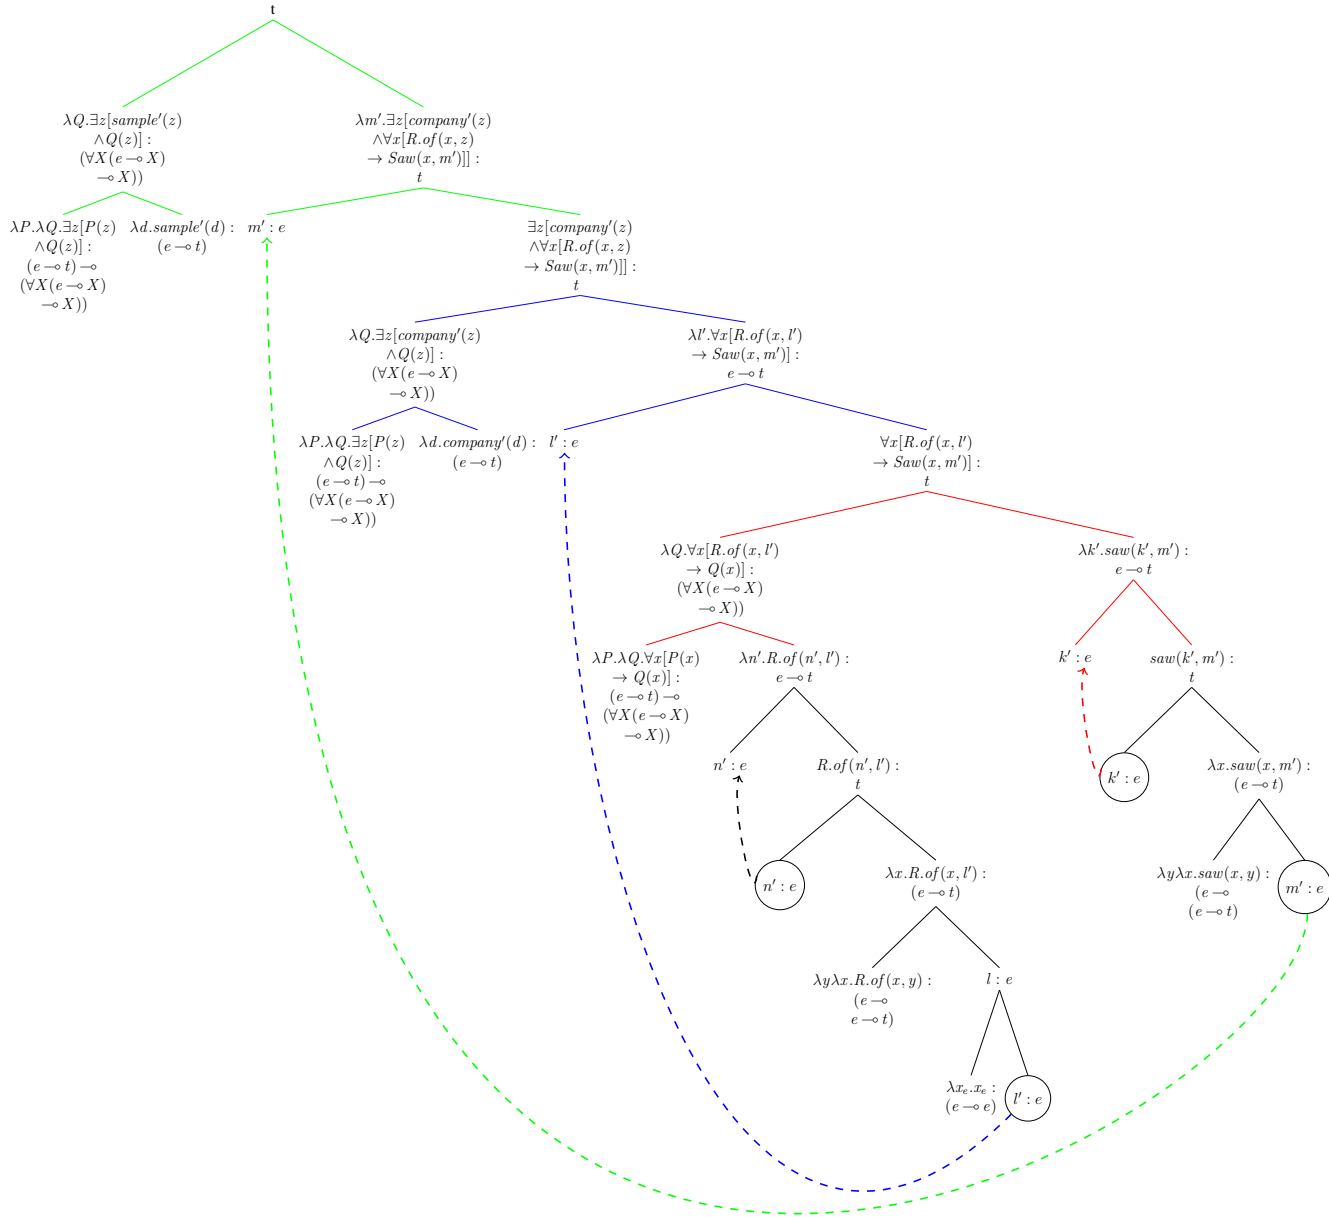 t
λQ.∃z[sample′(z)
∧Q(z)] :
(∀X(e ⊸ X)
⊸ X))
λm′.∃z[company′(z)
∧∀x[R.of(x, z)
→ Saw(x, m′)]] :
t
λP.λQ.∃z[P(z)
∧Q(z)] :
(e ⊸ t) ⊸
(∀X(e ⊸ X)
⊸ X))
λd.sample′(d) :
(e ⊸ t)
m′ : e
∃z[company′(z)
∧∀x[R.of(x, z)
→ Saw(x, m′)]] :
t
λQ.∃z[company′(z)
∧Q(z)] :
(∀X(e ⊸ X)
⊸ X))
λl′.∀x[R.of(x, l′)
→ Saw(x, m′)] :
e ⊸ t
λP.λQ.∃z[P(z)
∧Q(z)] :
(e ⊸ t) ⊸
(∀X(e ⊸ X)
⊸ X))
λd.company′(d) :
(e ⊸ t)
l′ : e
∀x[R.of(x, l′)
→ Saw(x, m′)] :
t
λQ.∀x[R.of(x, l′)
→ Q(x)] :
(∀X(e ⊸ X)
⊸ X))
λk′.saw(k′, m′) :
e ⊸ t
λP.λQ.∀x[P(x)
→ Q(x)] :
(e ⊸ t) ⊸
(∀X(e ⊸ X)
⊸ X))
λn′.R.of(n′, l′) :
e ⊸ t
k′ : e
saw(k′, m′) :
t
n′ : e
R.of(n′, l′) :
t
k′ : e
λx.saw(x, m′) :
(e ⊸ t)
n′ : e
λx.R.of(x, l′) :
(e ⊸ t)
λyλx.saw(x, y) :
(e ⊸
(e ⊸ t)
m′ : e
λyλx.R.of(x, y) :
(e ⊸
e ⊸ t)
l : e
λxₑ.xₑ :
(e ⊸ e)
l′ : e